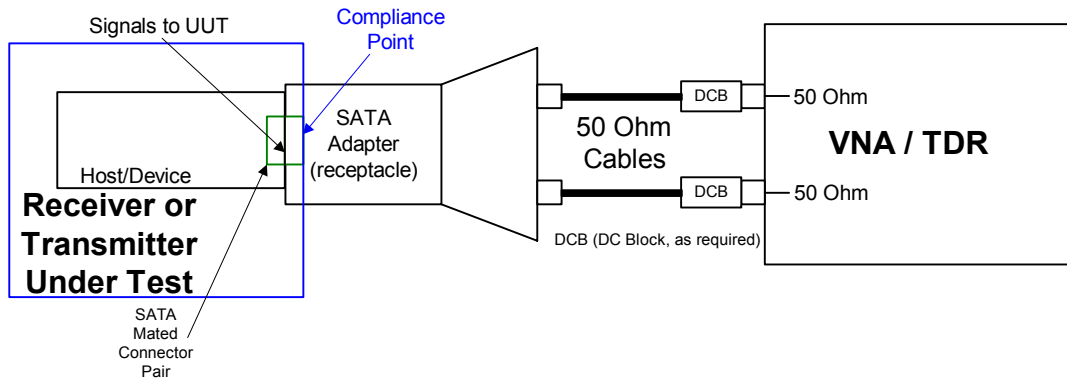 Signals to UUT
Compliance
Point
SATA
Adapter
(receptacle)
Host/Device
Receiver or
Transmitter
Under Test
SATA
Mated
Connector
Pair
50 Ohm
Cables
DCB
DCB
DCB (DC Block, as required)
50 Ohm
VNA / TDR
50 Ohm